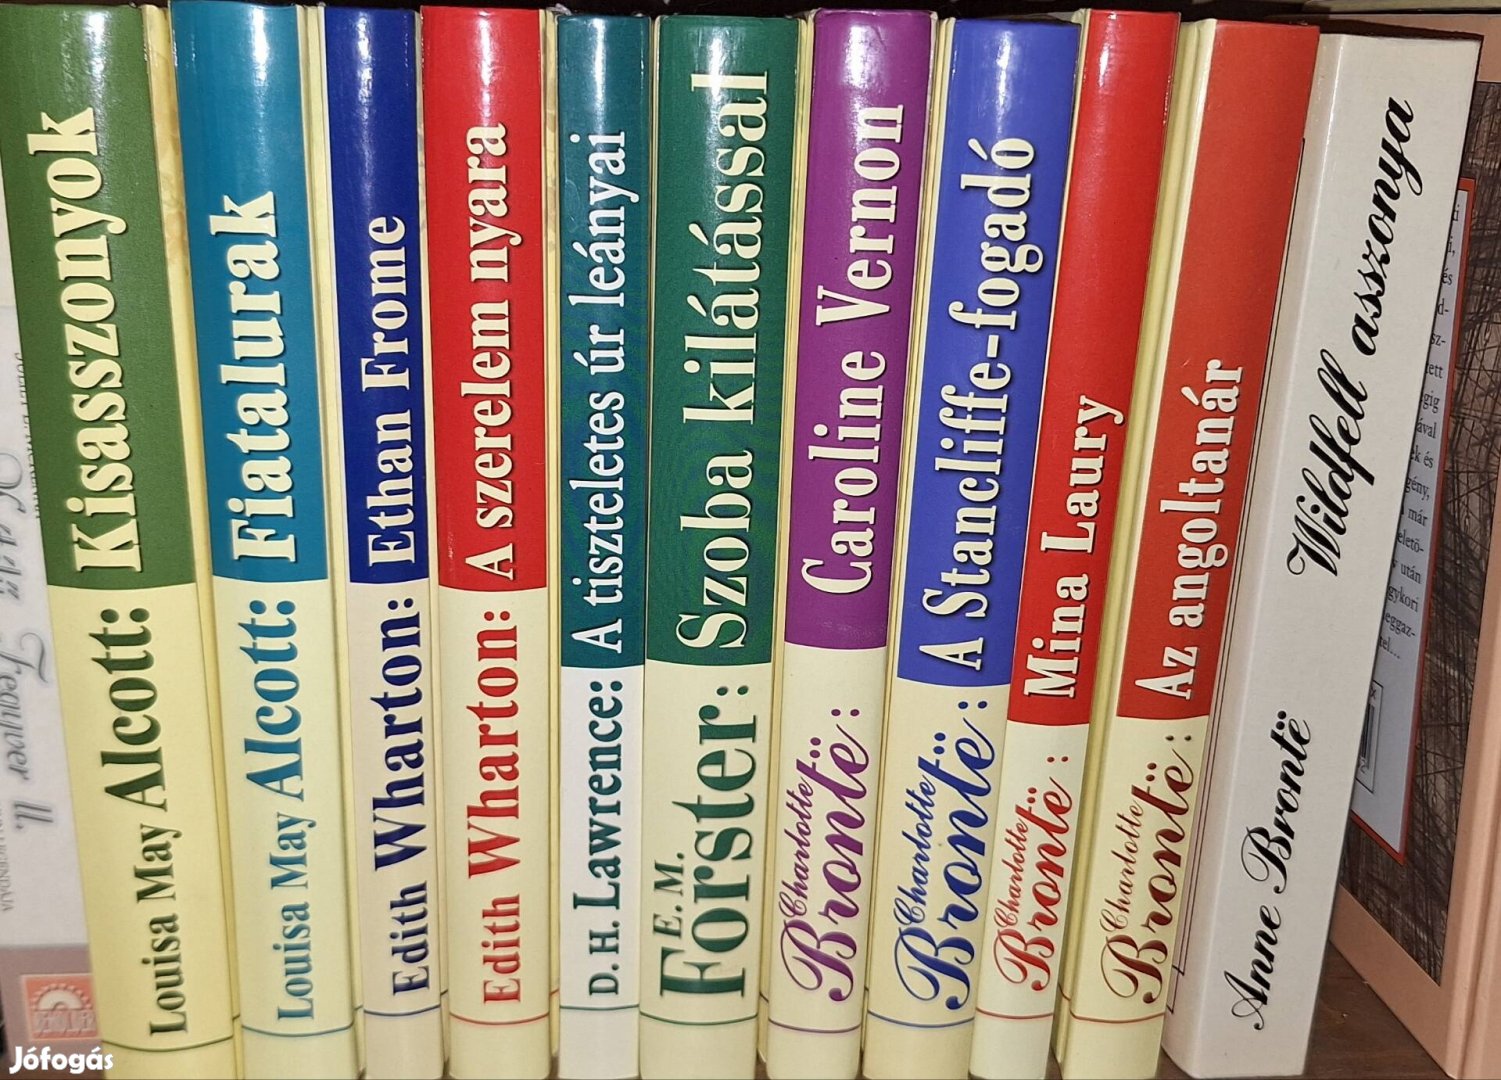 Louisa May Alcott: Kisasszonyok
Louisa May Alcott: Fiatalurak
Edith Wharton: Ethan Frome
Edith Wharton: A szerelem nyara
D. H. Lawrence: A tiszteletes úr leányai
E. M. Forster: Szoba kilátással
Charlotte Brontë: Caroline Vernon
Charlotte Brontë: A Stancliffe-fogadó
Charlotte Brontë: Mina Laury
Charlotte Brontë: Az angoltanár
Anne Brontë Wildfell asszonya
Jófogás